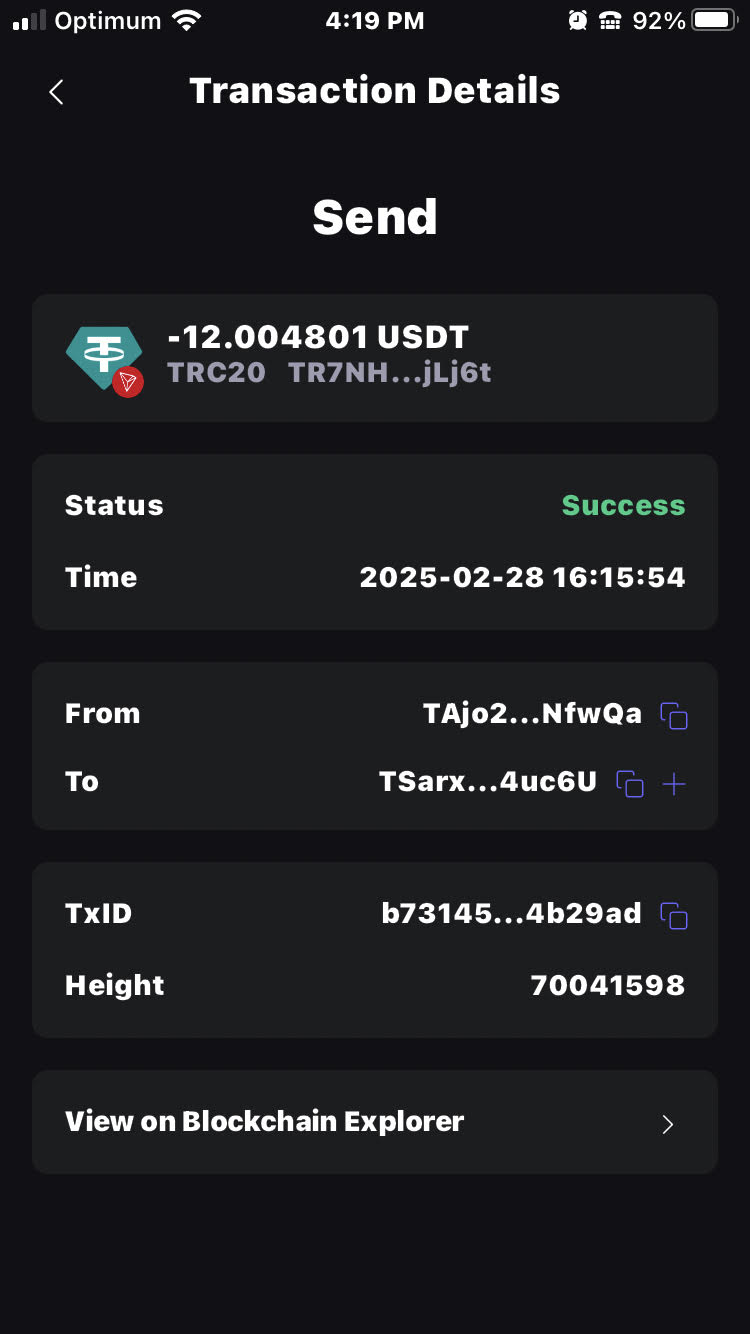 Optimum 4:19 PM 92%
Transaction Details
Send
-12.004801 USDT
TRC20 TR7NH...jLj6t
Status Success
Time 2025-02-28 16:15:54
From TAjo2...NfwQa
To TSarx...4uc6U
TxID b73145...4b29ad
Height 70041598
View on Blockchain Explorer